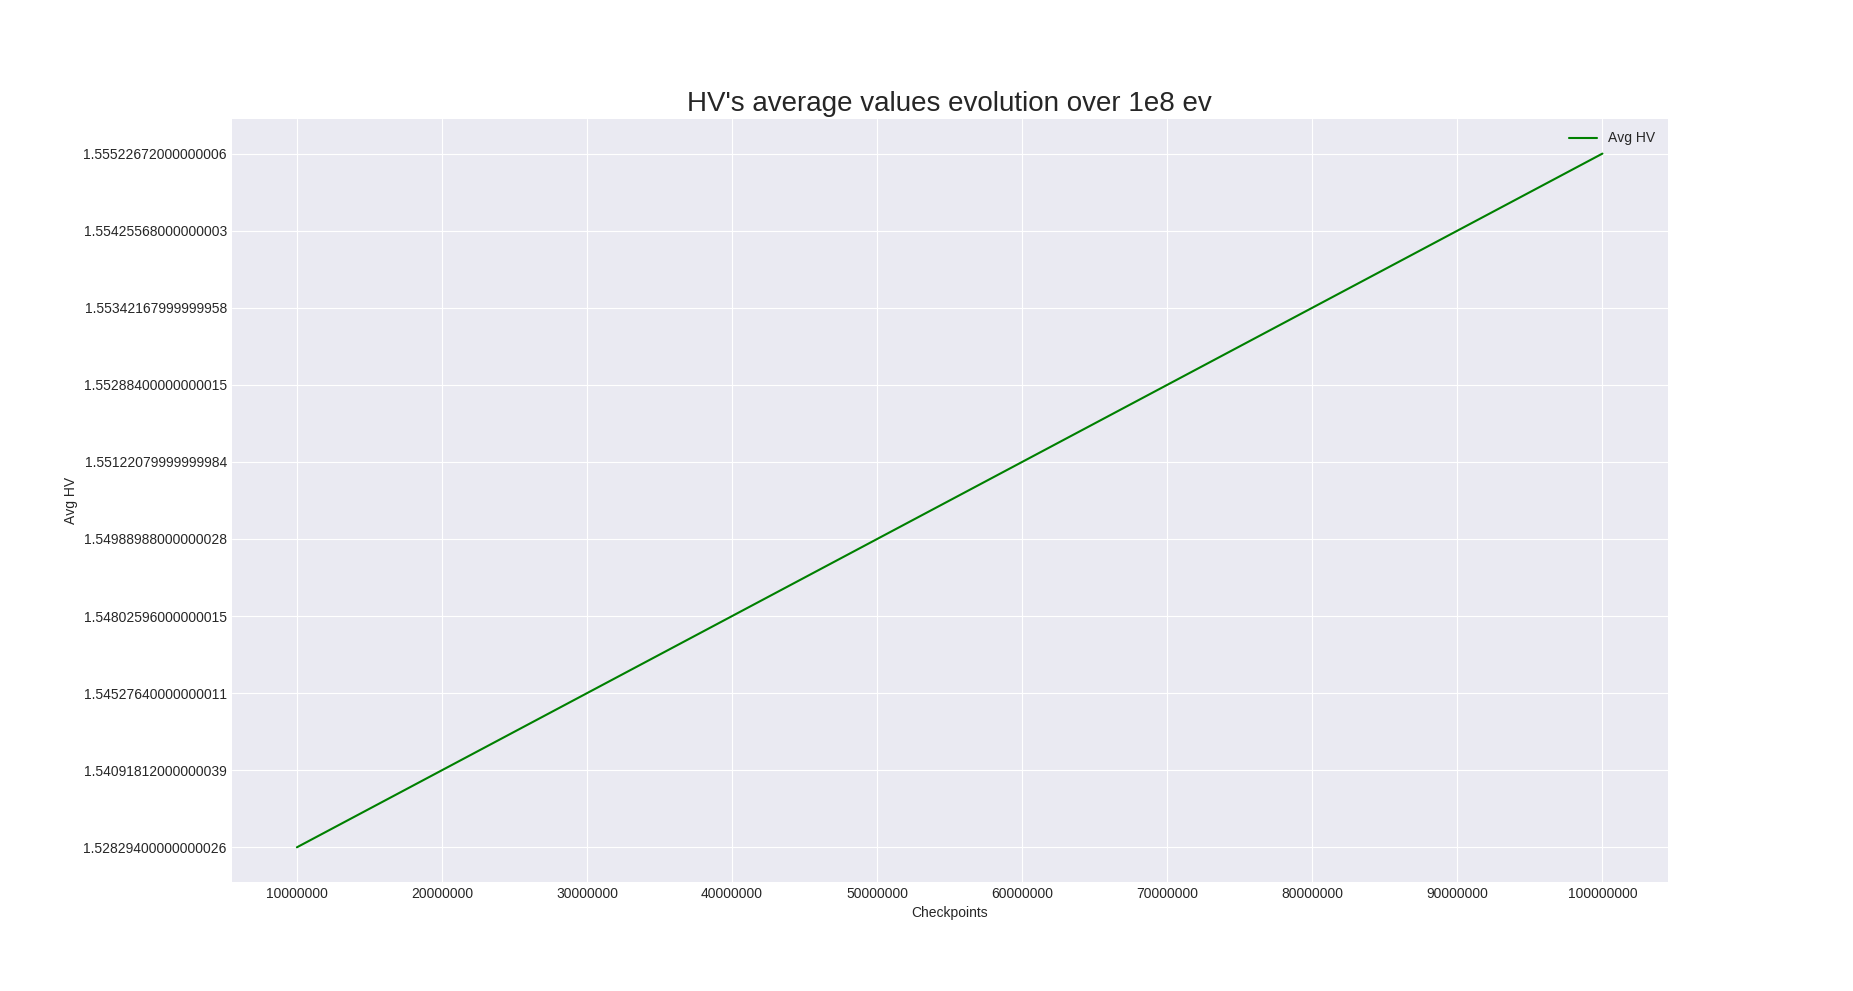 HV's average values evolution over 1e8 ev
Avg HV
1.55522672000000006
1.55425568000000003
1.55342167999999958
1.55288400000000015
1.55122079999999984
Avg HV
1.54988988000000028
1.54802596000000015
1.54527640000000011
1.54091812000000039
1.52829400000000026
10000000 20000000 30000000 40000000 50000000 60000000 70000000 80000000 90000000 100000000
Checkpoints